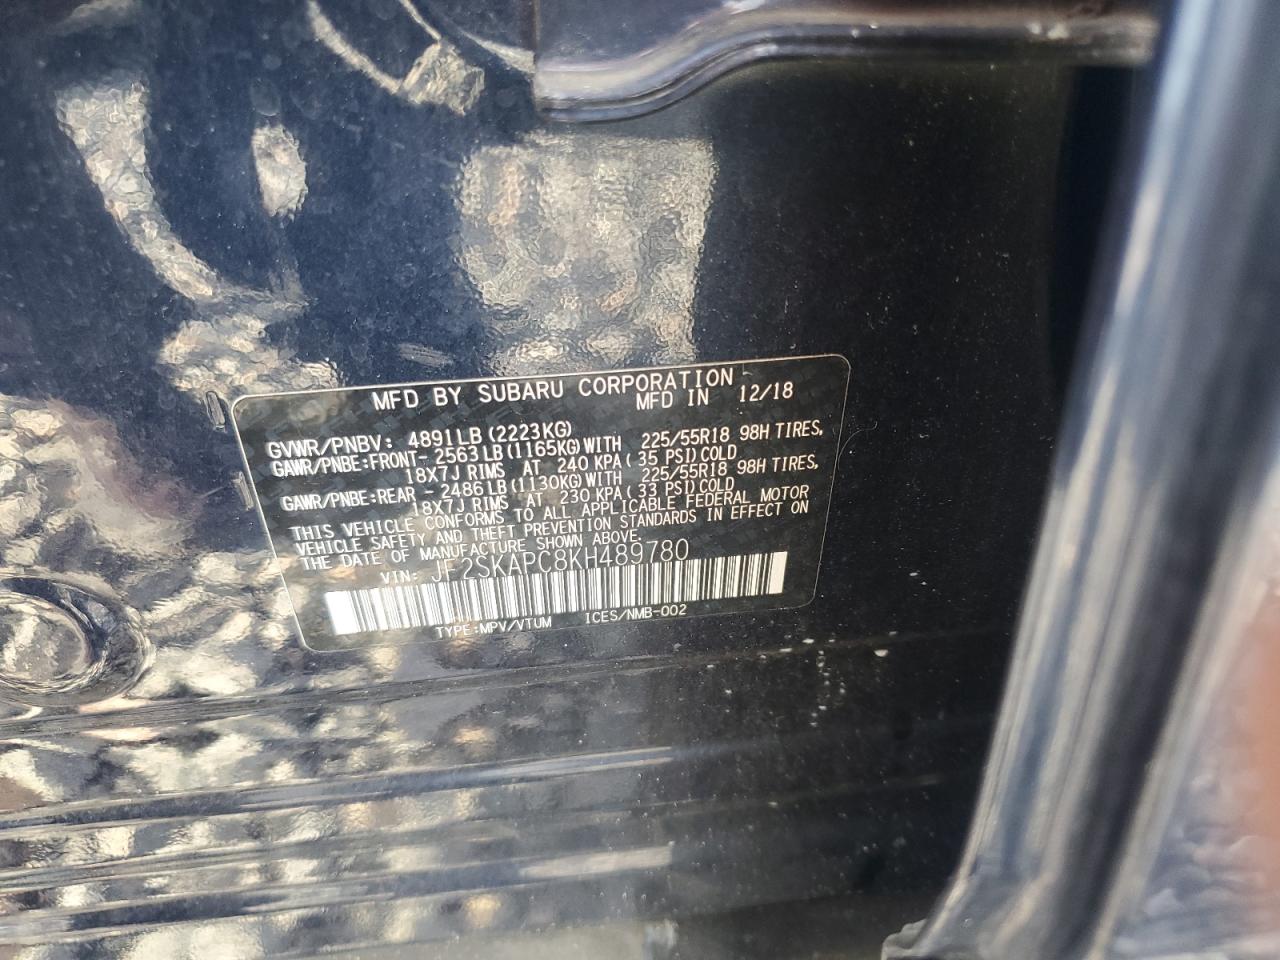 MFD BY SUBARU CORPORATION
MFD IN 12/18
GVWR/PNBV: 4891LB(2223KG)
GAWR/PNBE:FRONT-2563LB(1165KG)WITH 225/55R18 98H TIRES,
18X7J RIMS AT 240 KPA(35 PSI)COLD
GAWR/PNBE:REAR -2486LB(1130KG)WITH 225/55R18 98H TIRES,
18X7J RIMS AT 230 KPA(33 PSI)COLD
THIS VEHICLE CONFORMS TO ALL APPLICABLE FEDERAL MOTOR
VEHICLE SAFETY AND THEFT PREVENTION STANDARDS IN EFFECT ON
THE DATE OF MANUFACTURE SHOWN ABOVE.
VIN: JF2SKAPC8KH489780
TYPE:MPV/VTUM ICES/NMB-002